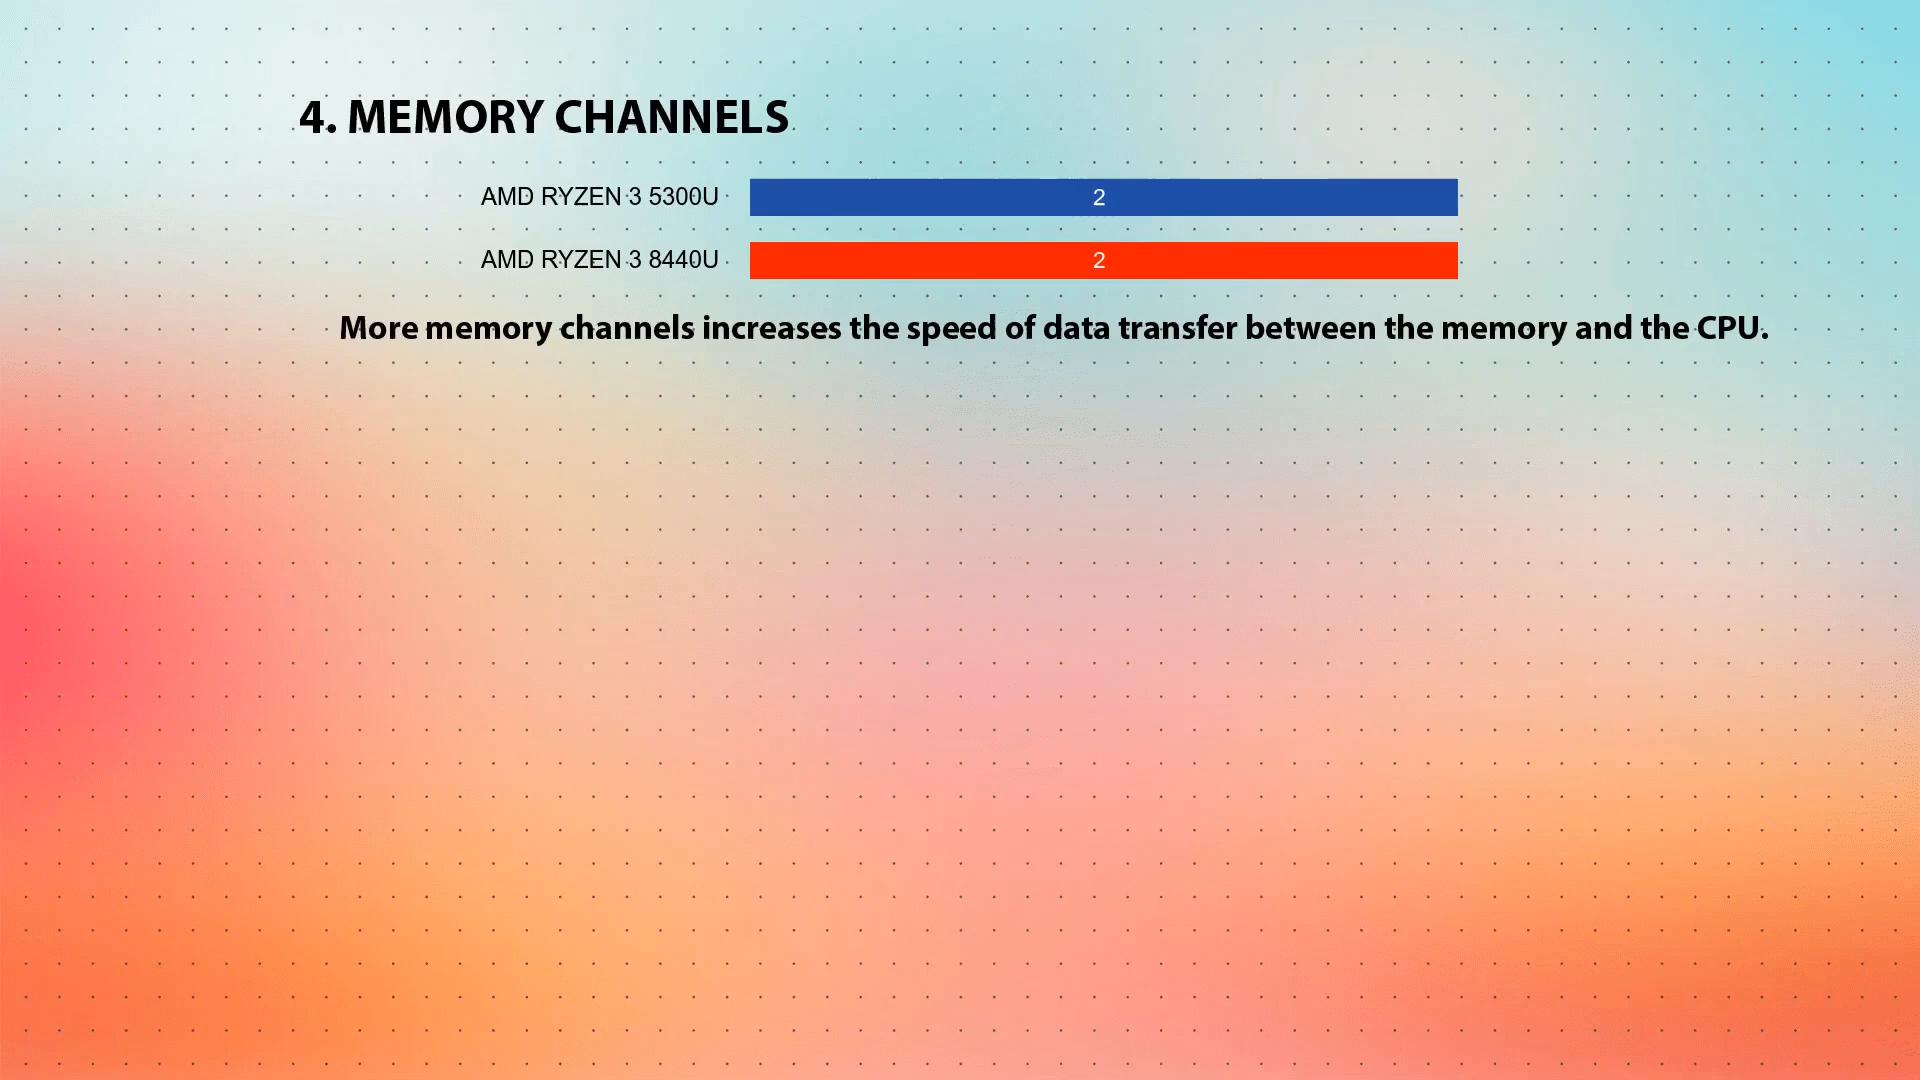 4. MEMORY CHANNELS
AMD RYZEN 3 5300U
2
AMD RYZEN 3 8440U
2
More memory channels increases the speed of data transfer between the memory and the CPU.